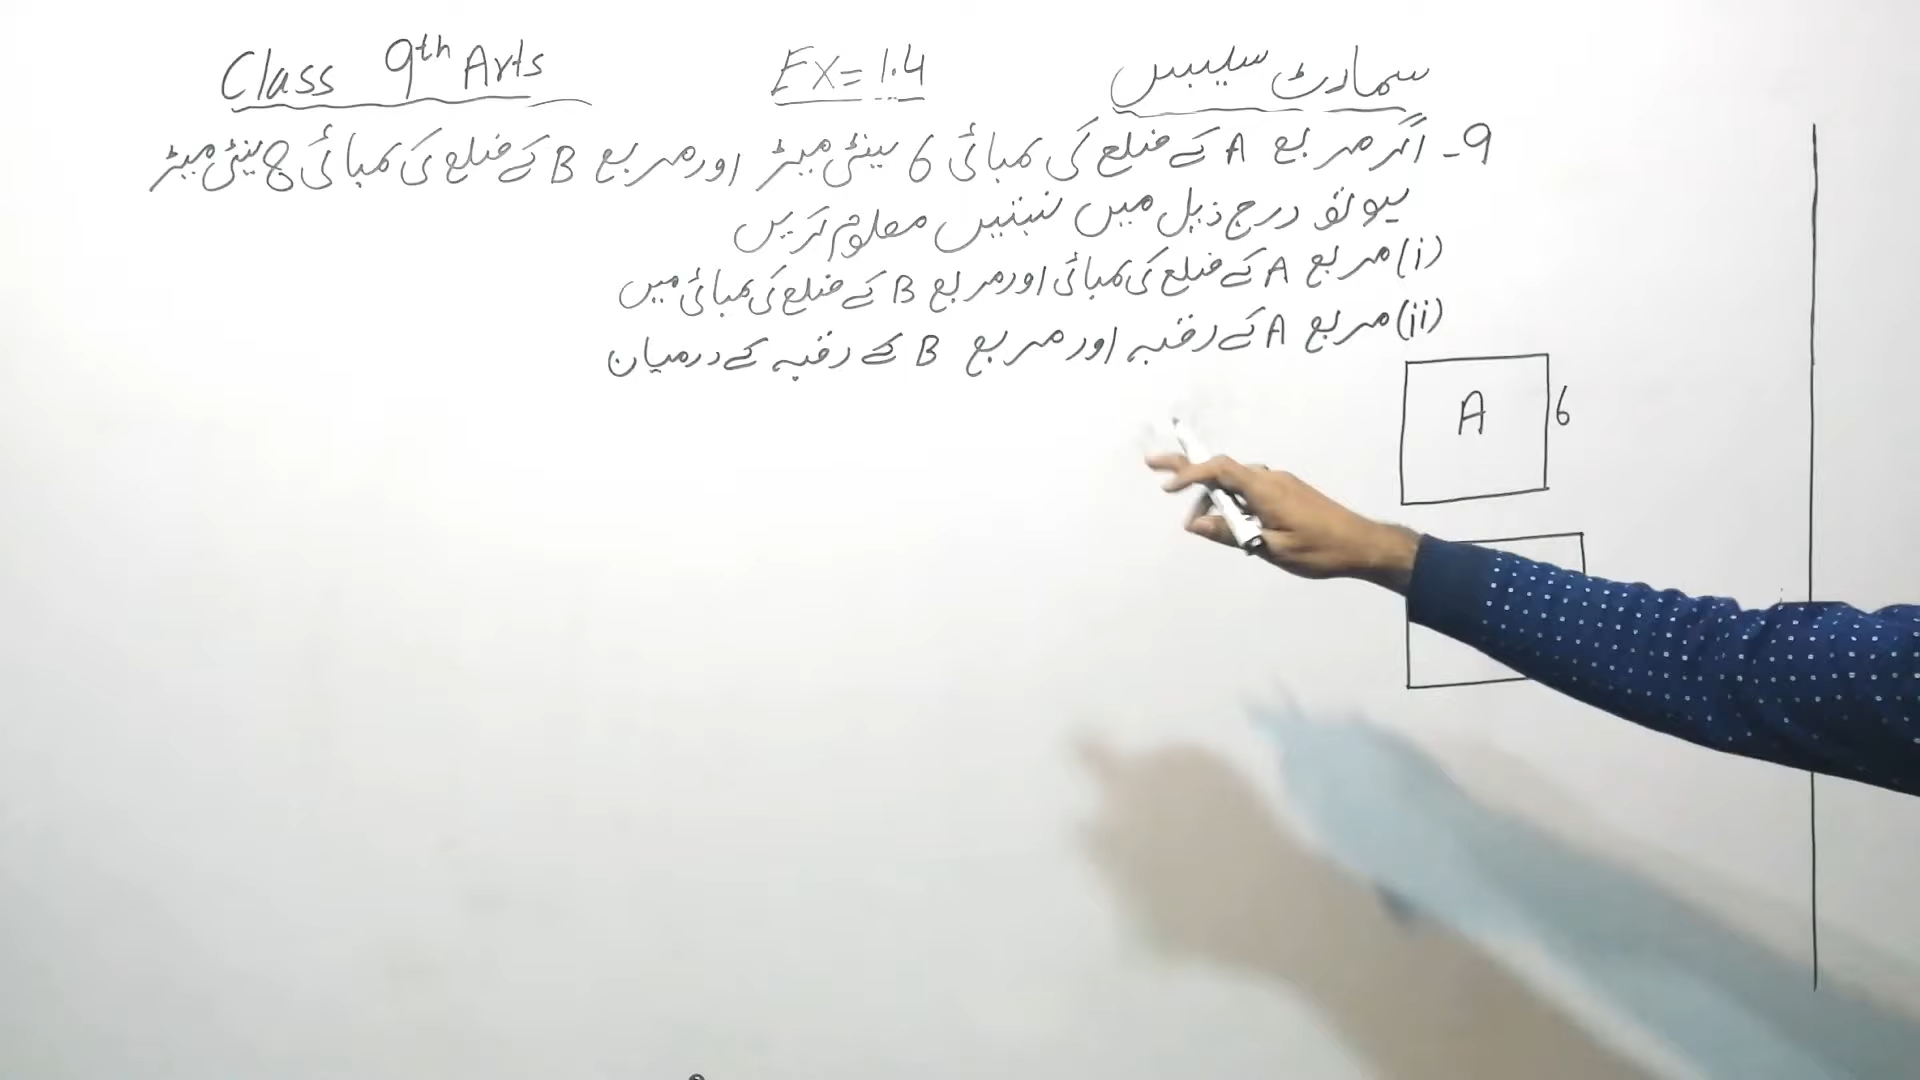 Class 9th Arts Ex = 1.4 سمارٹ سلیبس
9- اگر مربع A کے ضلع کی لمبائی 6 سینٹی میٹر اور مربع B کے ضلع کی لمبائی 8 سینٹی میٹر
ہو تو درج ذیل میں نسبتیں معلوم کریں
(i) مربع A کے ضلع کی لمبائی اور مربع B کے ضلع کی لمبائی میں
(ii) مربع A کے رقبہ اور مربع B کے رقبہ کے درمیان
A 6